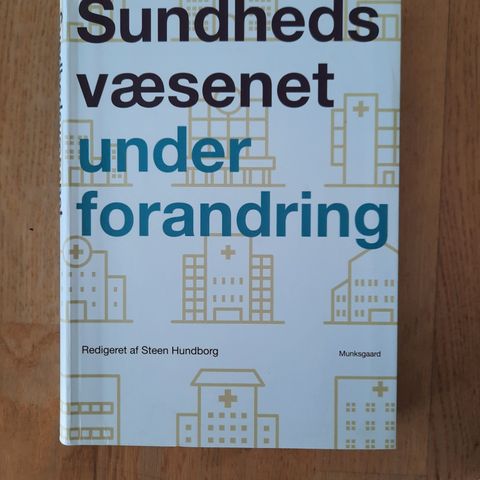 Sundheds
væsenet
under
forandring
Redigeret af Steen Hundborg
Munksgaard